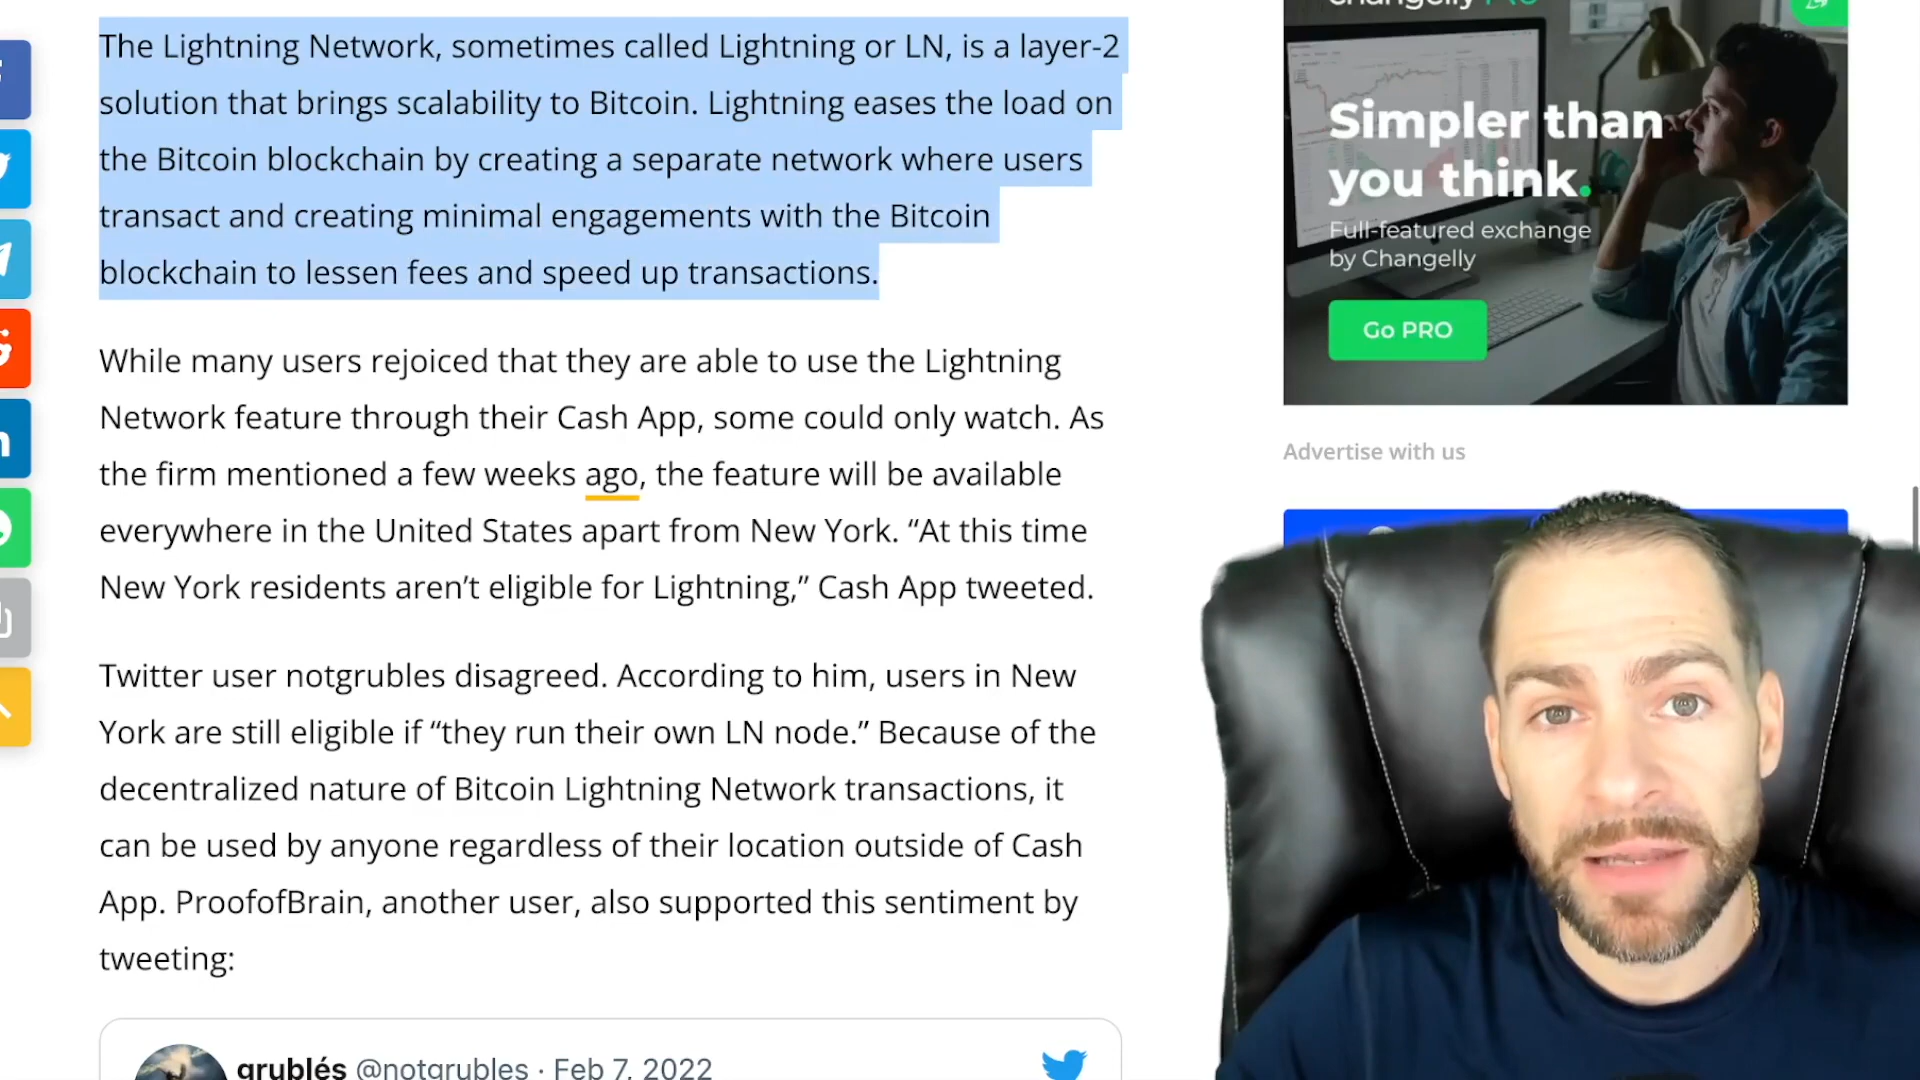 The Lightning Network, sometimes called Lightning or LN, is a layer-2
solution that brings scalability to Bitcoin. Lightning eases the load on
the Bitcoin blockchain by creating a separate network where users
transact and creating minimal engagements with the Bitcoin
blockchain to lessen fees and speed up transactions.
While many users rejoiced that they are able to use the Lightning
Network feature through their Cash App, some could only watch. As
the firm mentioned a few weeks ago, the feature will be available
everywhere in the United States apart from New York. “At this time
New York residents aren’t eligible for Lightning,” Cash App tweeted.
Twitter user notgrubles disagreed. According to him, users in New
York are still eligible if “they run their own LN node.” Because of the
decentralized nature of Bitcoin Lightning Network transactions, it
can be used by anyone regardless of their location outside of Cash
App. ProofofBrain, another user, also supported this sentiment by
tweeting:
grublés @notgrubles · Feb 7, 2022
changelly PRO
Simpler than
you think.
Full-featured exchange
by Changelly
Go PRO
Advertise with us